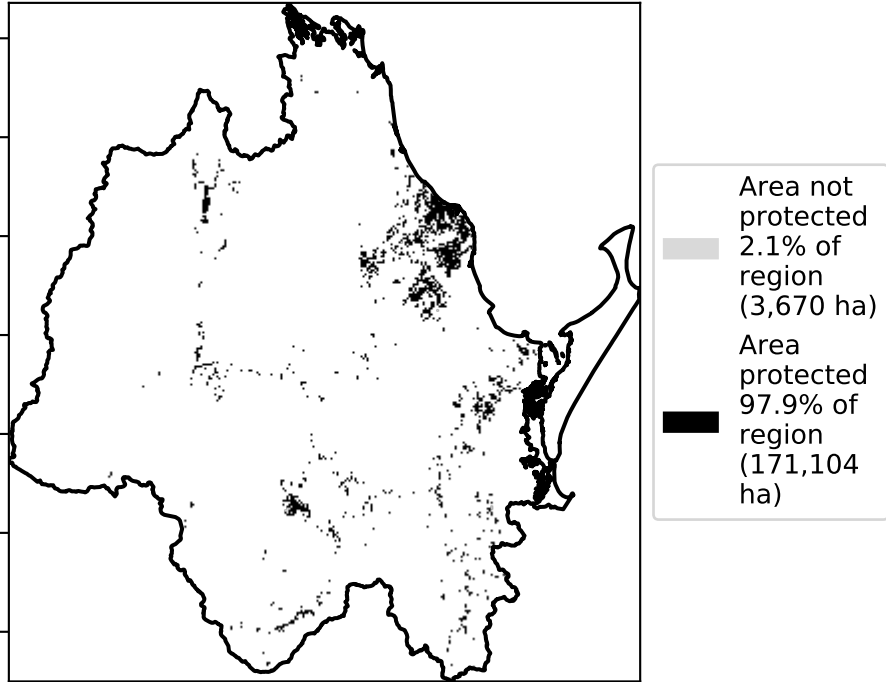 Area not
protected
2.1% of
region
(3,670 ha)
Area
protected
97.9% of
region
(171,104
ha)